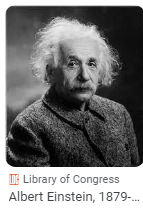 Library of Congress
Albert Einstein, 1879-...